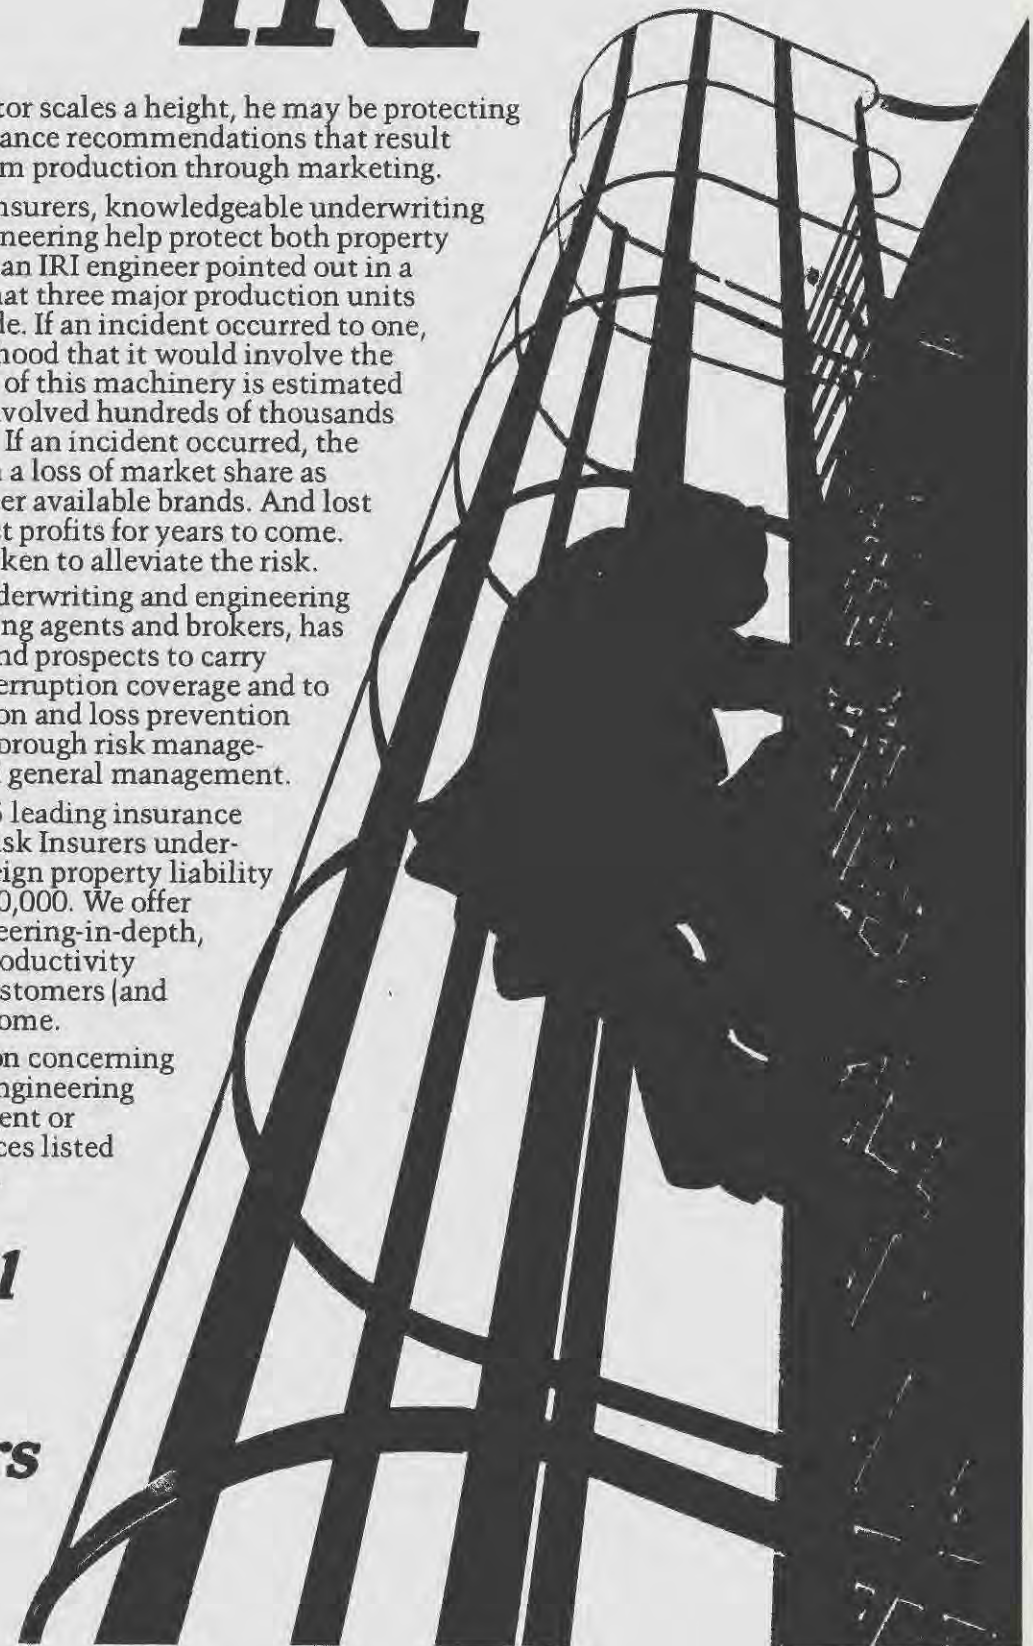 IRI
tor scales a height, he may be protecting
ance recommendations that result
m production through marketing.
nsurers, knowledgeable underwriting
neering help protect both property
an IRI engineer pointed out in a
at three major production units
le. If an incident occurred to one,
hood that it would involve the
of this machinery is estimated
volved hundreds of thousands
If an incident occurred, the
a loss of market share as
er available brands. And lost
t profits for years to come.
ken to alleviate the risk.
derwriting and engineering
ng agents and brokers, has
nd prospects to carry
erruption coverage and to
on and loss prevention
orough risk manage-
general management.
leading insurance
isk Insurers under-
eign property liability
0,000. We offer
eering-in-depth,
oductivity
stomers (and
ome.
on concerning
ngineering
ent or
ces listed
l
rs